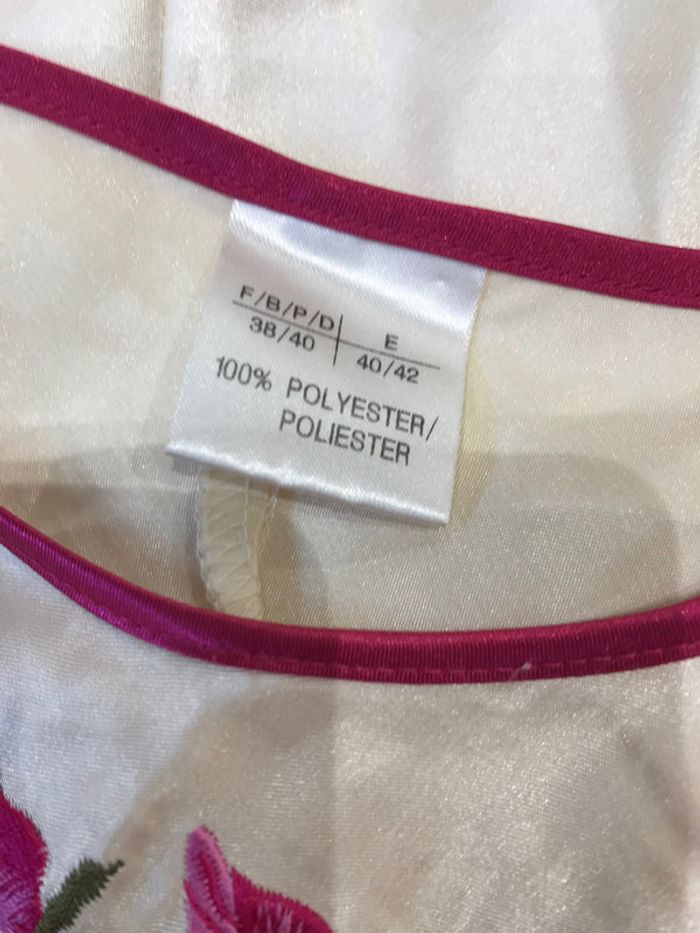 F/B/P/D E
38/40 40/42
100% POLYESTER/
POLIESTER